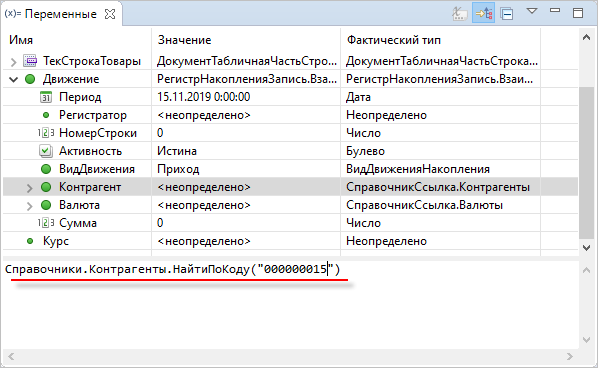 (x)= Переменные
Имя Значение Фактический тип
ТекСтрокаТовары ДокументТабличнаяЧастьСтро... ДокументТабличнаяЧастьСтрока...
Движение РегистрНакопленияЗапись.Вза... РегистрНакопленияЗапись.Взаи...
Период 15.11.2019 0:00:00 Дата
Регистратор <неопределено> Неопределено
НомерСтроки 0 Число
Активность Истина Булево
ВидДвижения Приход ВидДвиженияНакопления
Контрагент <неопределено> СправочникСсылка.Контрагенты
Валюта <неопределено> СправочникСсылка.Валюты
Сумма 0 Число
Курс <неопределено> Неопределено
Справочники.Контрагенты.НайтиПоКоду("000000015")